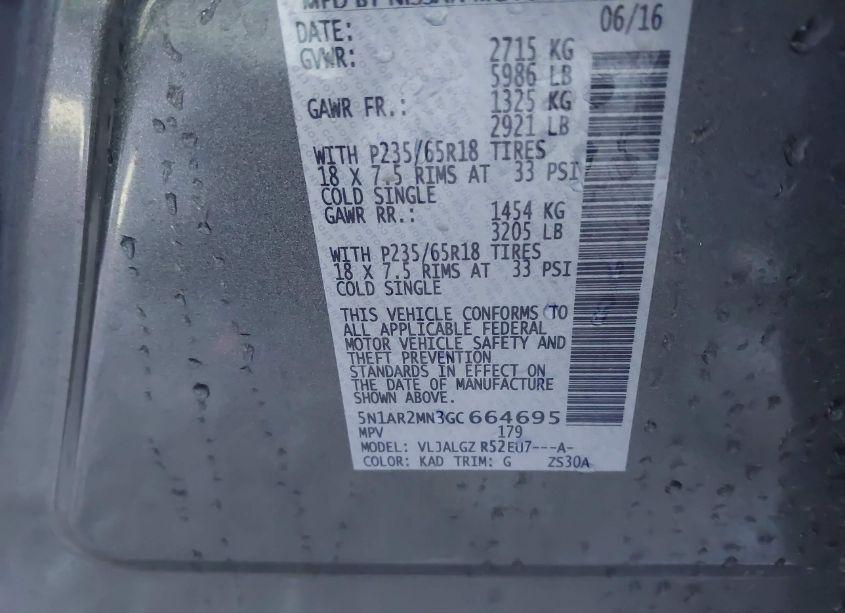 MFD BY NISSAN
DATE: 06/16
GVWR: 2715 KG
5986 LB
GAWR FR.: 1325 KG
2921 LB
WITH P235/65R18 TIRES
18 X 7.5 RIMS AT 33 PSI
COLD SINGLE
GAWR RR.: 1454 KG
3205 LB
WITH P235/65R18 TIRES
18 X 7.5 RIMS AT 33 PSI
COLD SINGLE
THIS VEHICLE CONFORMS TO
ALL APPLICABLE FEDERAL
MOTOR VEHICLE SAFETY AND
THEFT PREVENTION
STANDARDS IN EFFECT ON
THE DATE OF MANUFACTURE
SHOWN ABOVE.
5N1AR2MN3GC664695
MPV 179
MODEL: VLJALGZ R52EU7---A-
COLOR: KAD TRIM: G ZS30A